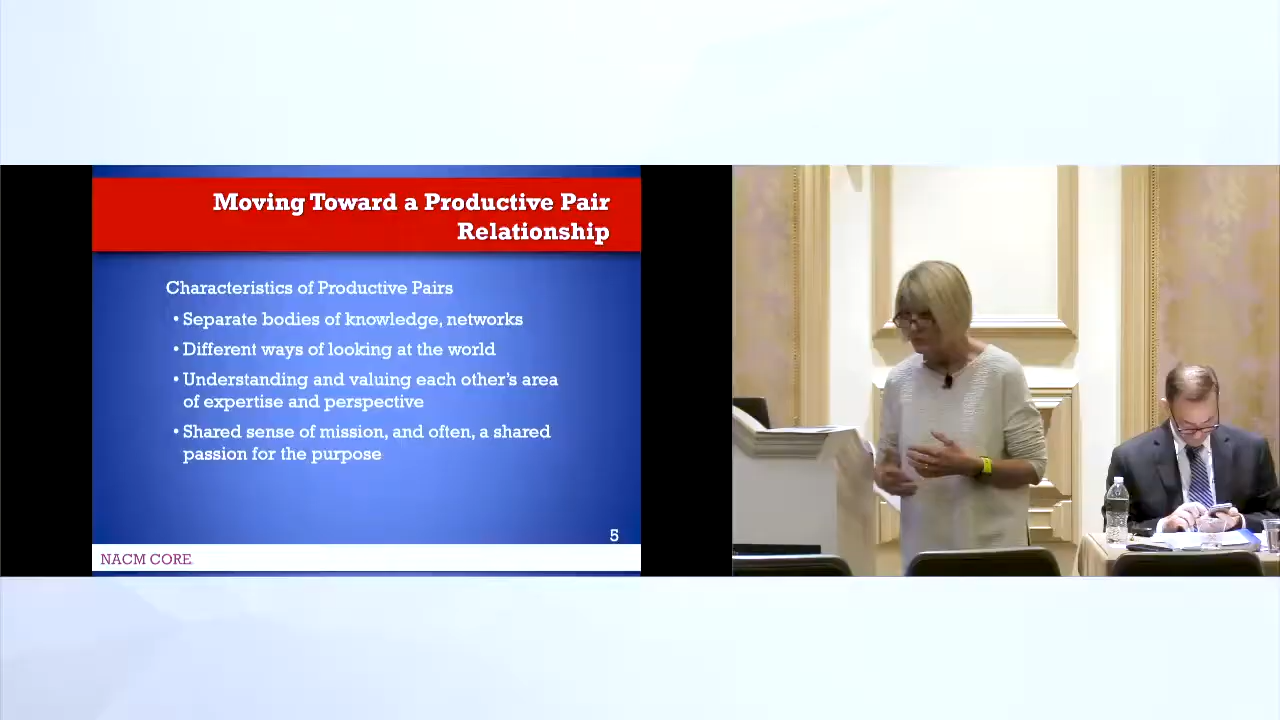 Moving Toward a Productive Pair
Relationship
Characteristics of Productive Pairs
• Separate bodies of knowledge, networks
• Different ways of looking at the world
• Understanding and valuing each other's area
of expertise and perspective
• Shared sense of mission, and often, a shared
passion for the purpose
5
NACM CORE